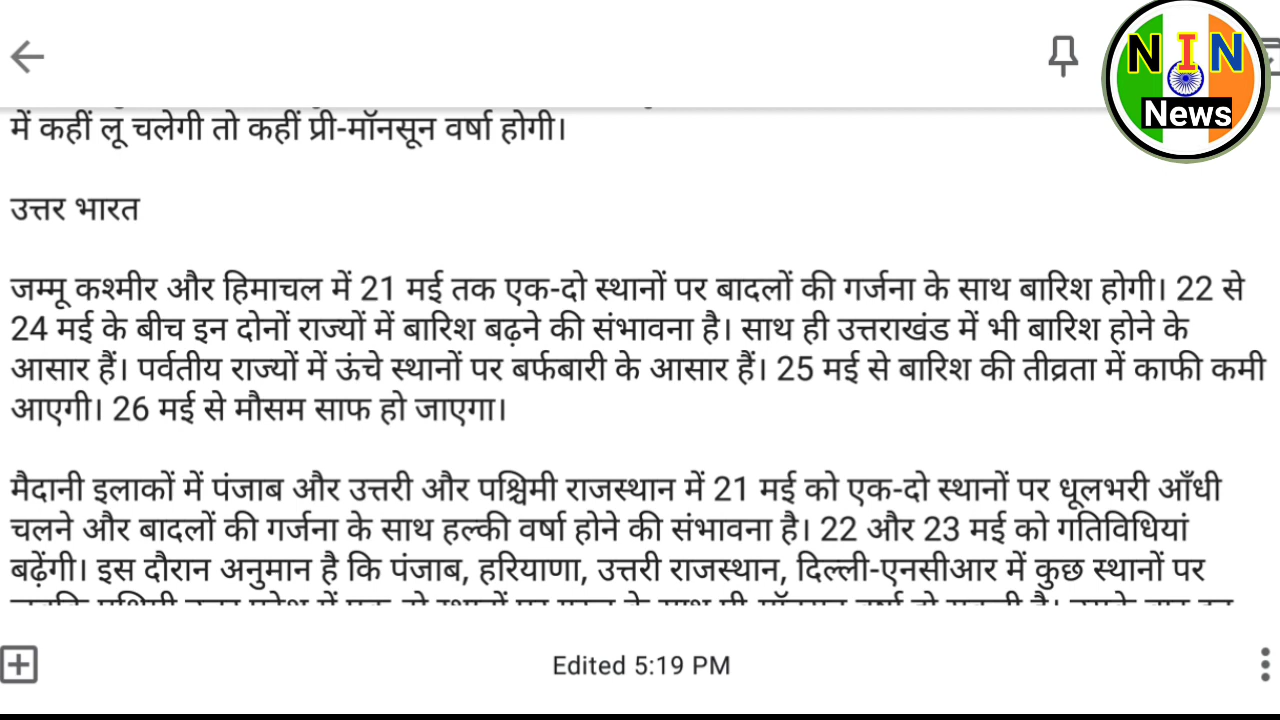 NIN
News
में कहीं लू चलेगी तो कहीं प्री-मॉनसून वर्षा होगी।
उत्तर भारत
जम्मू कश्मीर और हिमाचल में 21 मई तक एक-दो स्थानों पर बादलों की गर्जना के साथ बारिश होगी। 22 से
24 मई के बीच इन दोनों राज्यों में बारिश बढ़ने की संभावना है। साथ ही उत्तराखंड में भी बारिश होने के
आसार हैं। पर्वतीय राज्यों में ऊंचे स्थानों पर बर्फबारी के आसार हैं। 25 मई से बारिश की तीव्रता में काफी कमी
आएगी। 26 मई से मौसम साफ हो जाएगा।
मैदानी इलाकों में पंजाब और उत्तरी और पश्चिमी राजस्थान में 21 मई को एक-दो स्थानों पर धूलभरी आँधी
चलने और बादलों की गर्जना के साथ हल्की वर्षा होने की संभावना है। 22 और 23 मई को गतिविधियां
बढ़ेंगी। इस दौरान अनुमान है कि पंजाब, हरियाणा, उत्तरी राजस्थान, दिल्ली-एनसीआर में कुछ स्थानों पर
Edited 5:19 PM